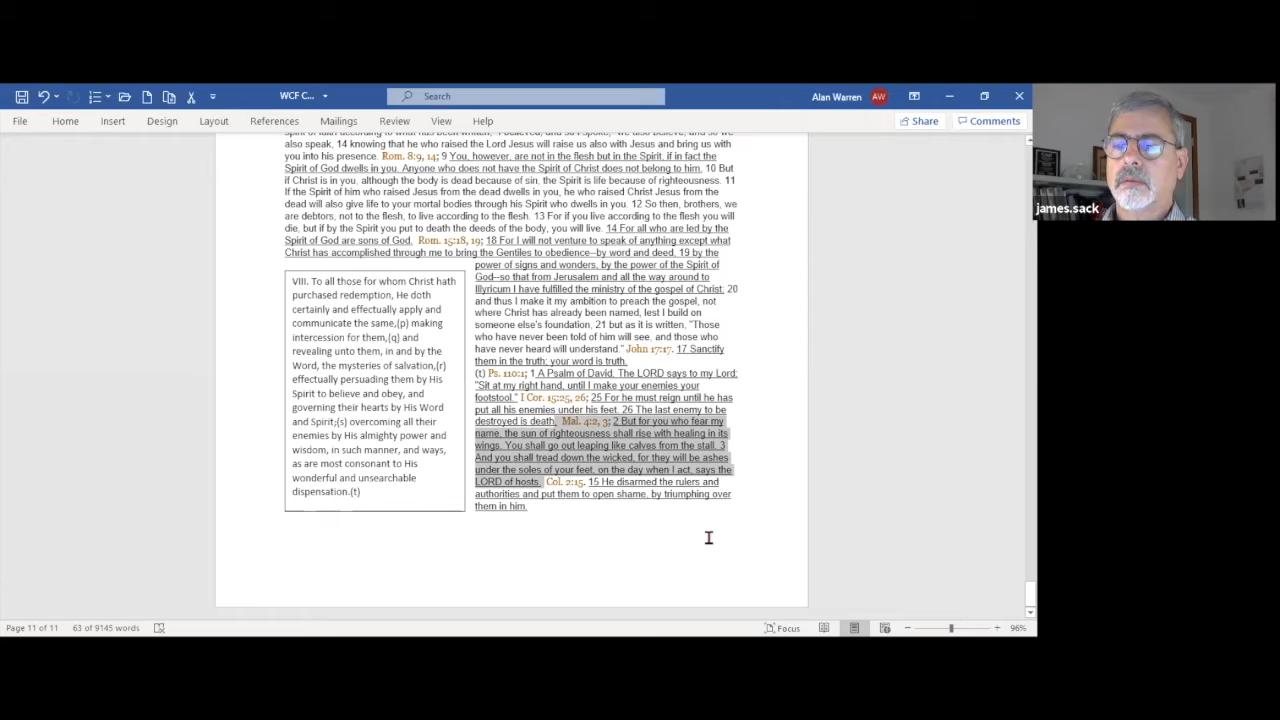 WCF C...
Search
Alan Warren
AW
File
Home
Insert
Design
Layout
References
Mailings
Review
View
Help
Share
Comments
james.sack
also speak, 14 knowing that he who raised the Lord Jesus will raise us also with Jesus and bring us with
you into his presence. Rom. 8:9, 14; 9 You, however, are not in the flesh but in the Spirit, if in fact the
Spirit of God dwells in you. Anyone who does not have the Spirit of Christ does not belong to him. 10 But
if Christ is in you, although the body is dead because of sin, the Spirit is life because of righteousness. 11
If the Spirit of him who raised Jesus from the dead dwells in you, he who raised Christ Jesus from the
dead will also give life to your mortal bodies through his Spirit who dwells in you. 12 So then, brothers, we
are debtors, not to the flesh, to live according to the flesh. 13 For if you live according to the flesh you will
die, but if by the Spirit you put to death the deeds of the body, you will live. 14 For all who are led by the
Spirit of God are sons of God. Rom. 15:18, 19; 18 For I will not venture to speak of anything except what
Christ has accomplished through me to bring the Gentiles to obedience--by word and deed, 19 by the
power of signs and wonders, by the power of the Spirit of
God--so that from Jerusalem and all the way around to
Illyricum I have fulfilled the ministry of the gospel of Christ; 20
and thus I make it my ambition to preach the gospel, not
where Christ has already been named, lest I build on
someone else's foundation, 21 but as it is written, "Those
who have never been told of him will see, and those who
have never heard will understand." John 17:17. 17 Sanctify
them in the truth; your word is truth.
(t) Ps. 110:1; 1 A Psalm of David. The LORD says to my Lord:
"Sit at my right hand, until I make your enemies your
footstool." I Cor. 15:25, 26; 25 For he must reign until he has
put all his enemies under his feet. 26 The last enemy to be
destroyed is death. Mal. 4:2, 3; 2 But for you who fear my
name, the sun of righteousness shall rise with healing in its
wings. You shall go out leaping like calves from the stall. 3
And you shall tread down the wicked, for they will be ashes
under the soles of your feet, on the day when I act, says the
LORD of hosts. Col. 2:15. 15 He disarmed the rulers and
authorities and put them to open shame, by triumphing over
them in him.
VIII. To all those for whom Christ hath
purchased redemption, He doth
certainly and effectually apply and
communicate the same,(p) making
intercession for them,(q) and
revealing unto them, in and by the
Word, the mysteries of salvation,(r)
effectually persuading them by His
Spirit to believe and obey, and
governing their hearts by His Word
and Spirit;(s) overcoming all their
enemies by His almighty power and
wisdom, in such manner, and ways,
as are most consonant to His
wonderful and unsearchable
dispensation.(t)
Page 11 of 11
63 of 9145 words
Focus
96%